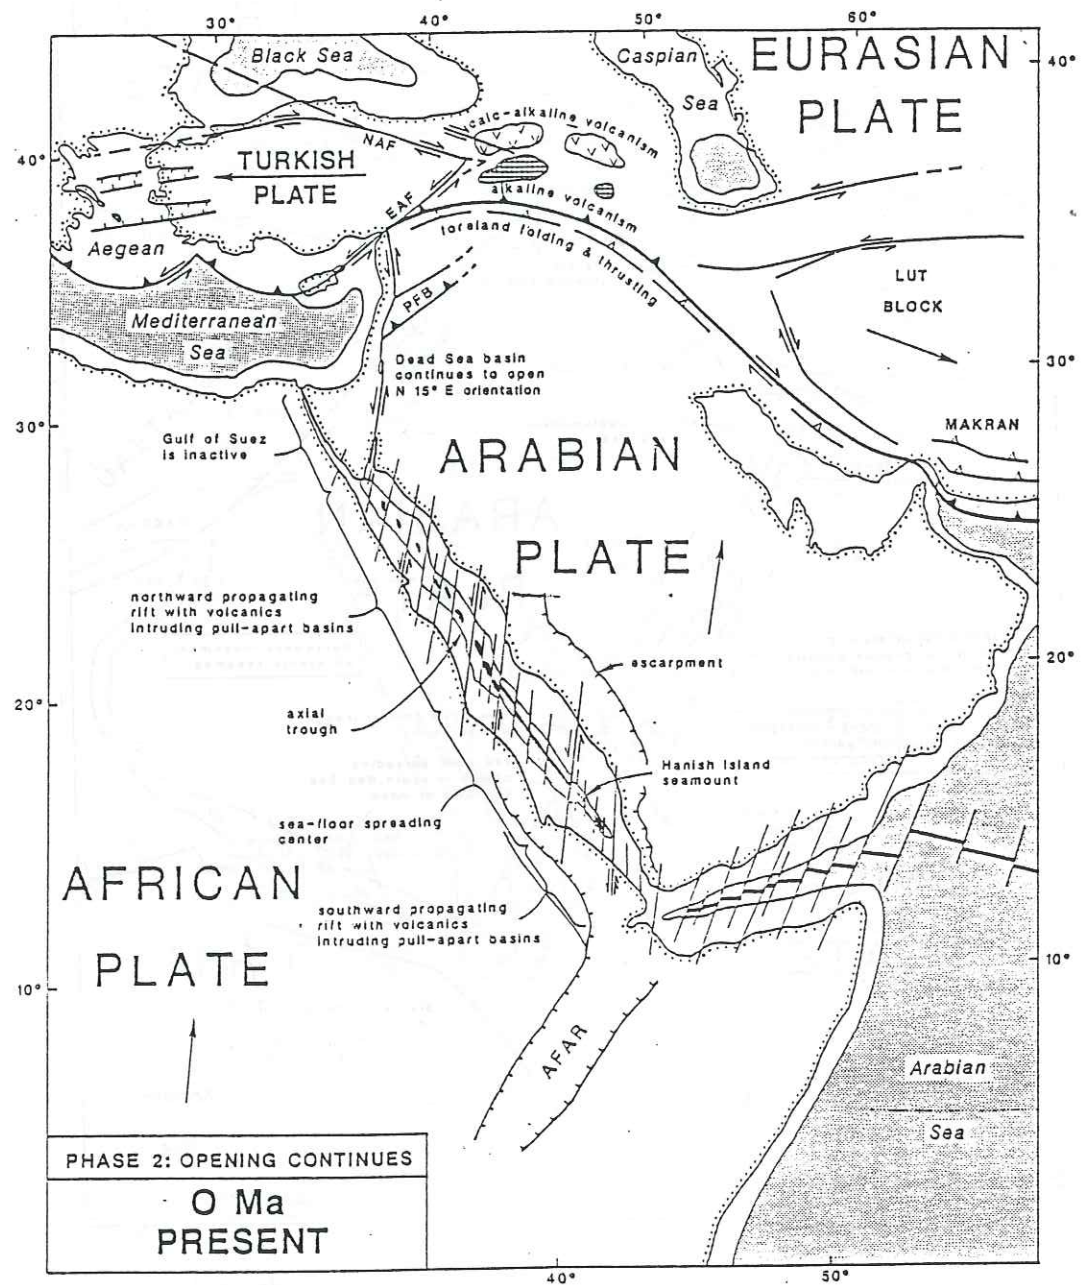 30°
40°
50°
60°
Black Sea
Caspian
Sea
EURASIAN
PLATE
40°
40°
calc-alkaline volcanism
NAF
TURKISH
PLATE
EAF
alkaline volcanism
foreland folding & thrusting
Aegean
PFB
LUT
BLOCK
Mediterranean
Sea
Dead Sea basin
continues to open
N 15° E orientation
30°
30°
Gulf of Suez
is inactive
MAKRAN
ARABIAN
PLATE
northward propagating
rift with volcanics
intruding pull-apart basins
escarpment
20°
20°
axial
trough
Hanish Island
seamount
sea-floor spreading
center
AFRICAN
PLATE
southward propagating
rift with volcanics
intruding pull-apart basins
10°
10°
AFAR
Arabian
Sea
PHASE 2: OPENING CONTINUES
O Ma
PRESENT
40°
50°